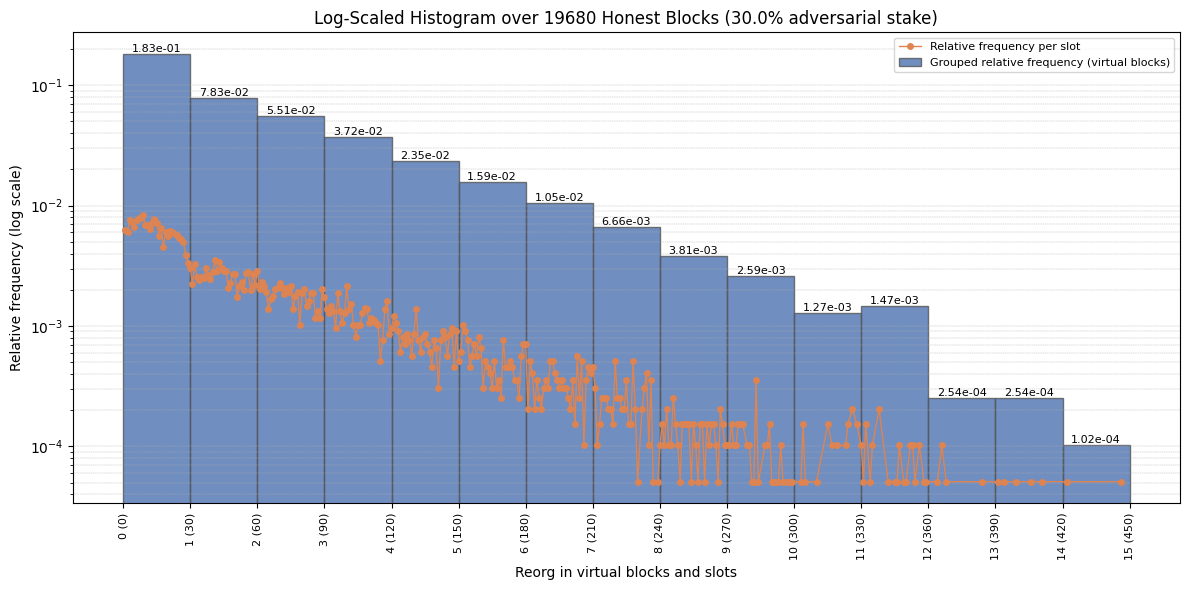 Log-Scaled Histogram over 19680 Honest Blocks (30.0% adversarial stake)
Relative frequency per slot
Grouped relative frequency (virtual blocks)
Relative frequency (log scale)
10⁻¹
10⁻²
10⁻³
10⁻⁴
1.83e-01
7.83e-02
5.51e-02
3.72e-02
2.35e-02
1.59e-02
1.05e-02
6.66e-03
3.81e-03
2.59e-03
1.27e-03
1.47e-03
2.54e-04
2.54e-04
1.02e-04
0 (0)
1 (30)
2 (60)
3 (90)
4 (120)
5 (150)
6 (180)
7 (210)
8 (240)
9 (270)
10 (300)
11 (330)
12 (360)
13 (390)
14 (420)
15 (450)
Reorg in virtual blocks and slots